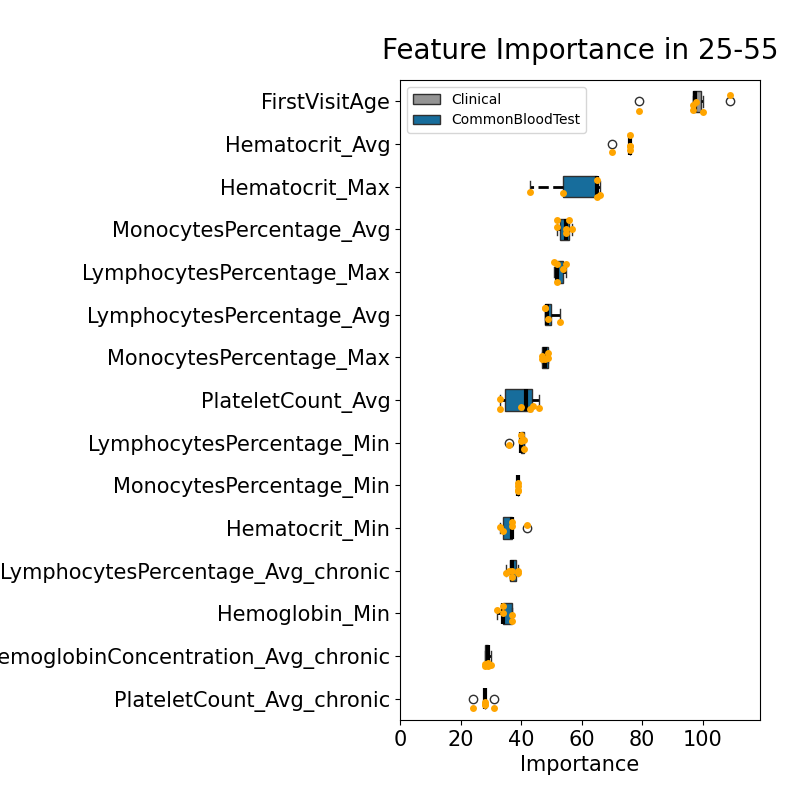 Feature Importance in 25-55
Clinical
CommonBloodTest
FirstVisitAge
Hematocrit_Avg
Hematocrit_Max
MonocytesPercentage_Avg
LymphocytesPercentage_Max
LymphocytesPercentage_Avg
MonocytesPercentage_Max
PlateletCount_Avg
LymphocytesPercentage_Min
MonocytesPercentage_Min
Hematocrit_Min
LymphocytesPercentage_Avg_chronic
Hemoglobin_Min
emoglobinConcentration_Avg_chronic
PlateletCount_Avg_chronic
0 20 40 60 80 100
Importance